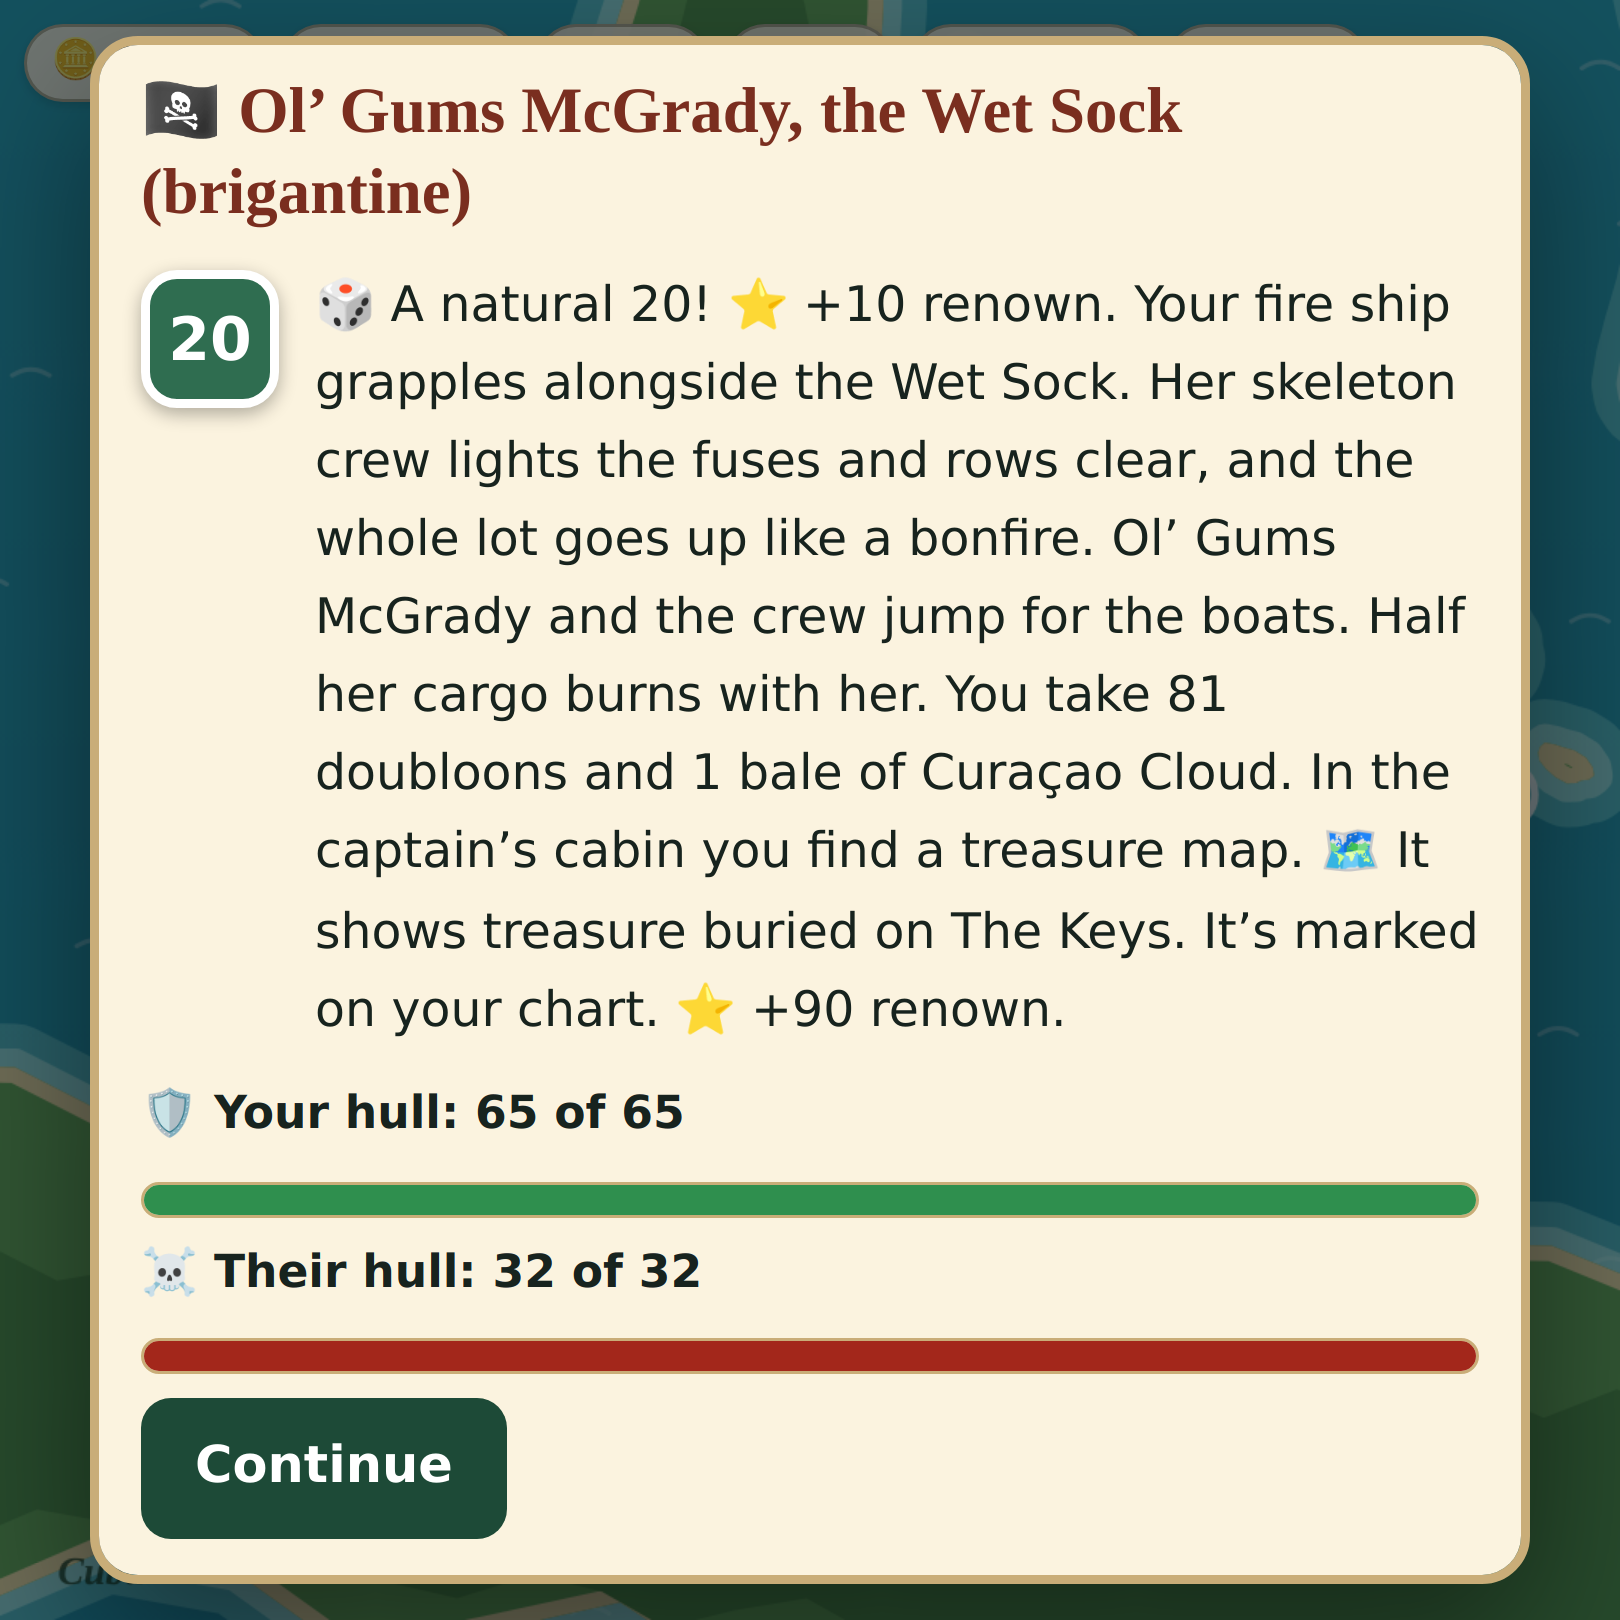 Ol’ Gums McGrady, the Wet Sock
(brigantine)
20
A natural 20! ⭐ +10 renown. Your fire ship
grapples alongside the Wet Sock. Her skeleton
crew lights the fuses and rows clear, and the
whole lot goes up like a bonfire. Ol’ Gums
McGrady and the crew jump for the boats. Half
her cargo burns with her. You take 81
doubloons and 1 bale of Curaçao Cloud. In the
captain’s cabin you find a treasure map. 🗺️ It
shows treasure buried on The Keys. It’s marked
on your chart. ⭐ +90 renown.
Your hull: 65 of 65
Their hull: 32 of 32
Continue